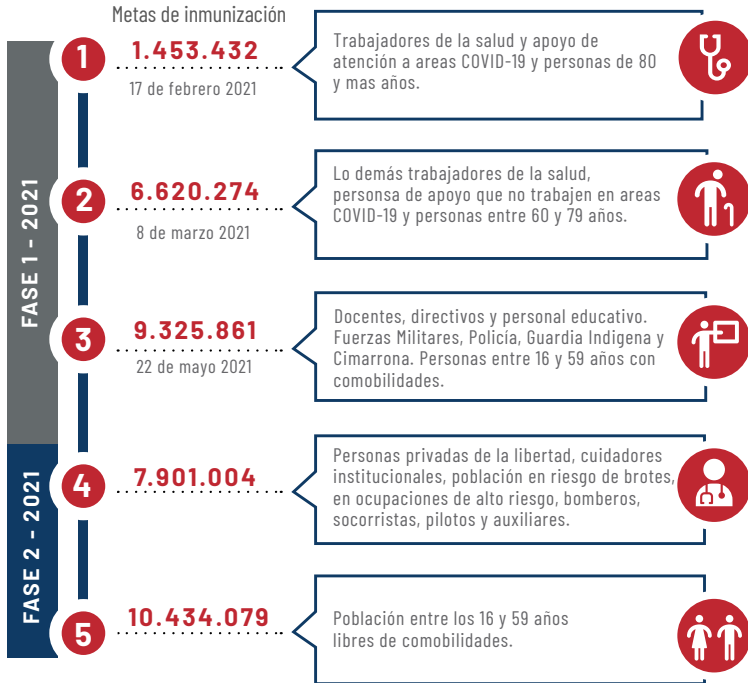 Metas de inmunización
FASE 1 - 2021
1
1.453.432
17 de febrero 2021
Trabajadores de la salud y apoyo de
atención a areas COVID-19 y personas de 80
y mas años.
2
6.620.274
8 de marzo 2021
Lo demás trabajadores de la salud,
personsa de apoyo que no trabajen en areas
COVID-19 y personas entre 60 y 79 años.
3
9.325.861
22 de mayo 2021
Docentes, directivos y personal educativo.
Fuerzas Militares, Policía, Guardia Indigena y
Cimarrona. Personas entre 16 y 59 años con
comobilidades.
FASE 2 - 2021
4
7.901.004
Personas privadas de la libertad, cuidadores
institucionales, población en riesgo de brotes,
en ocupaciones de alto riesgo, bomberos,
socorristas, pilotos y auxiliares.
5
10.434.079
Población entre los 16 y 59 años
libres de comobilidades.